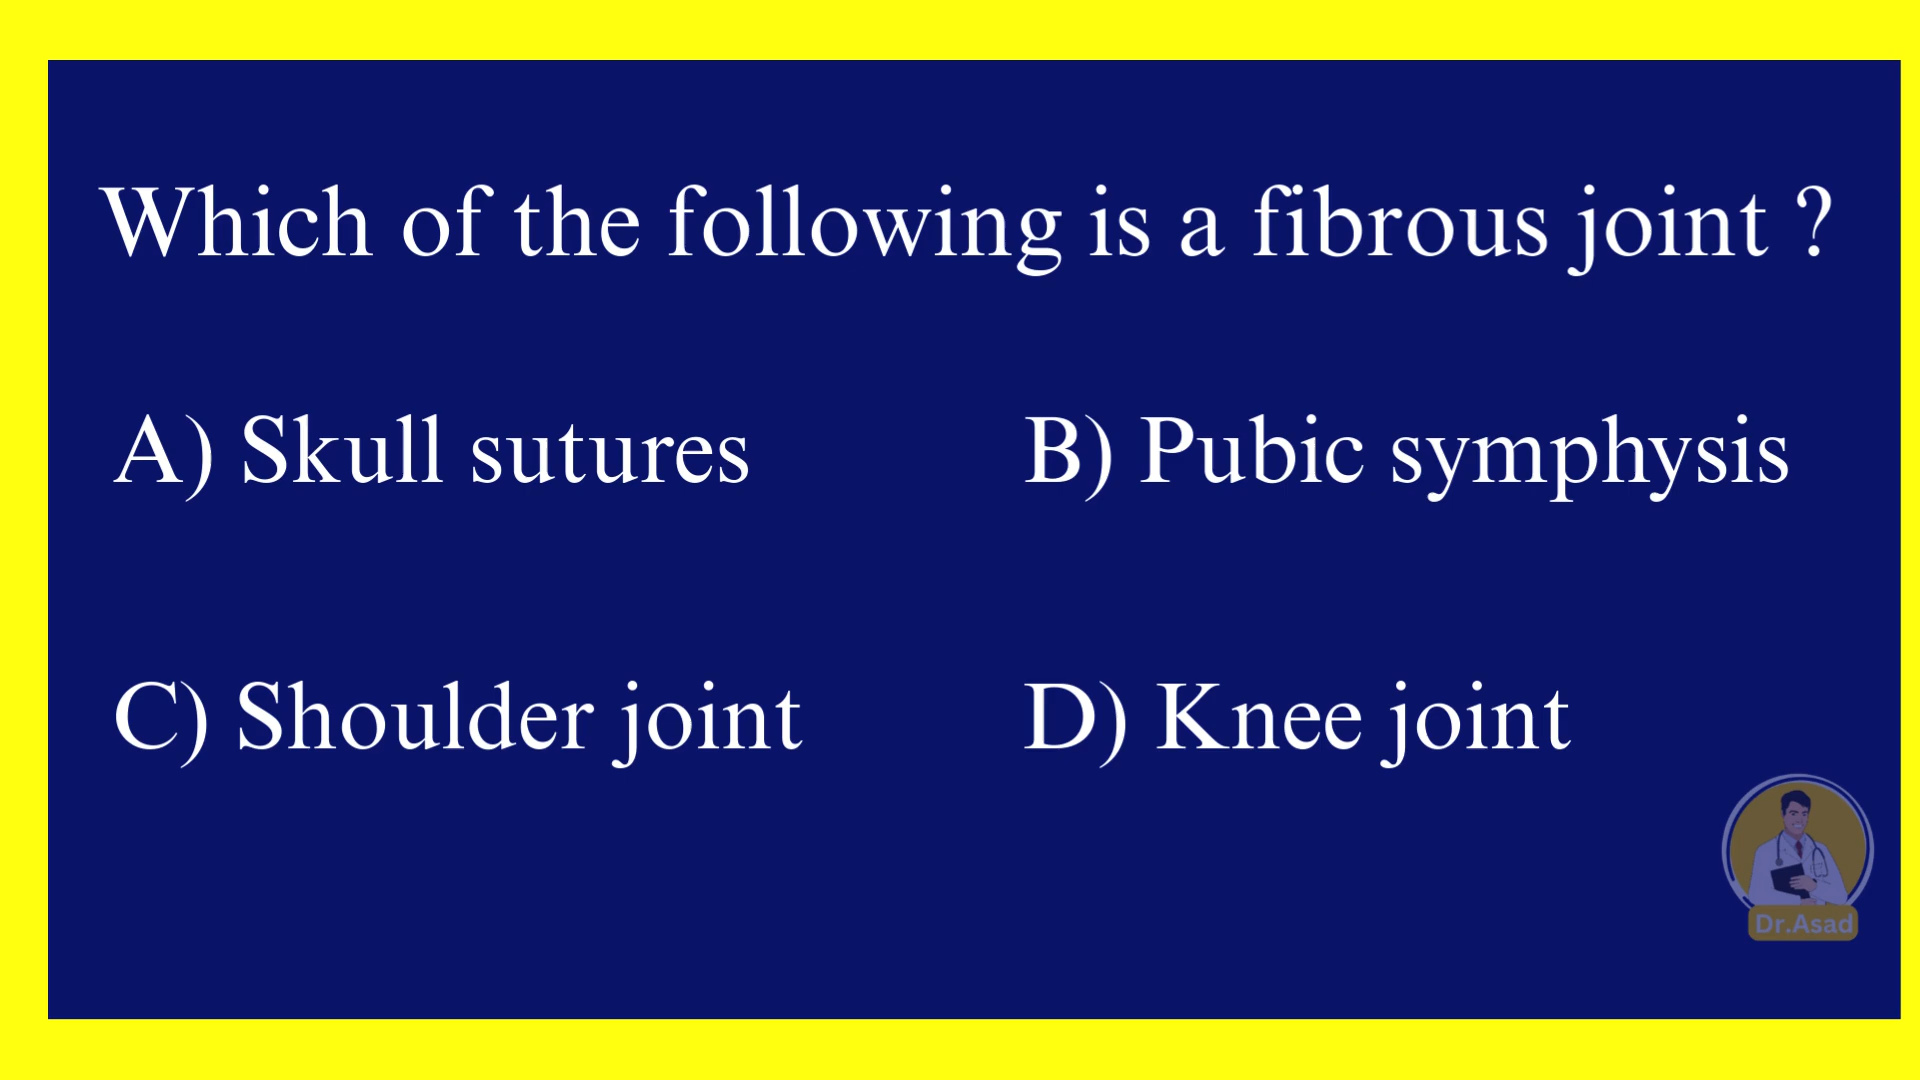 Which of the following is a fibrous joint ?
A) Skull sutures
B) Pubic symphysis
C) Shoulder joint
D) Knee joint
Dr.Asad